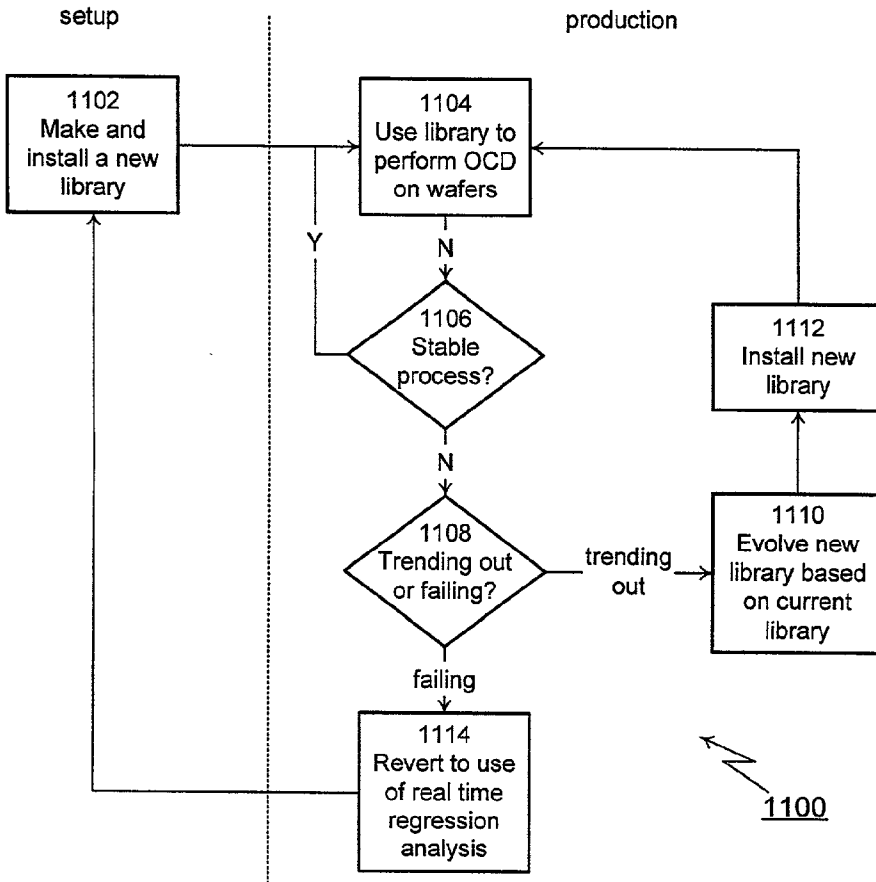 setup
production
1102
Make and
install a new
library
1104
Use library to
perform OCD
on wafers
Y
N
1106
Stable
process?
1112
Install new
library
N
1108
Trending out
or failing?
trending
out
1110
Evolve new
library based
on current
library
failing
1114
Revert to use
of real time
regression
analysis
1100